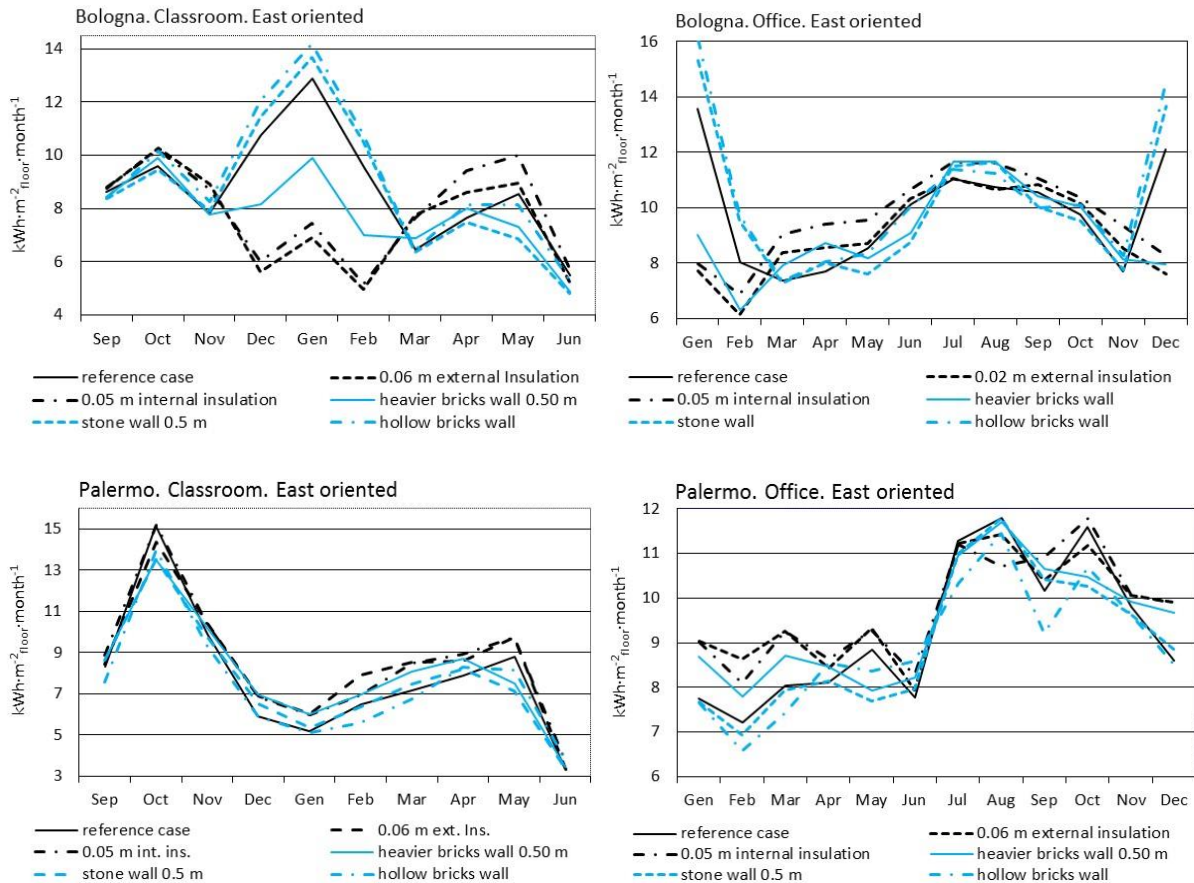 Bologna. Classroom. East oriented
kWh·m⁻²floor·month⁻¹
14
12
10
8
6
4
Sep Oct Nov Dec Gen Feb Mar Apr May Jun
reference case
0.06 m external Insulation
0.05 m internal insulation
heavier bricks wall 0.50 m
stone wall 0.5 m
hollow bricks wall
Bologna. Office. East oriented
kWh·m⁻²floor·month⁻¹
16
14
12
10
8
6
Gen Feb Mar Apr May Jun Jul Aug Sep Oct Nov Dec
reference case
0.02 m external insulation
0.05 m internal insulation
heavier bricks wall
stone wall
hollow bricks wall
Palermo. Classroom. East oriented
kWh·m⁻²floor·month⁻¹
15
13
11
9
7
5
3
Sep Oct Nov Dec Gen Feb Mar Apr May Jun
reference case
0.06 m ext. Ins.
0.05 m int. ins.
heavier bricks wall 0.50 m
stone wall 0.5 m
hollow bricks wall
Palermo. Office. East oriented
kWh·m⁻²floor·month⁻¹
12
11
10
9
8
7
6
Gen Feb Mar Apr May Jun Jul Aug Sep Oct Nov Dec
reference case
0.06 m external insulation
0.05 m internal insulation
heavier bricks wall 0.50 m
stone wall 0.5 m
hollow bricks wall